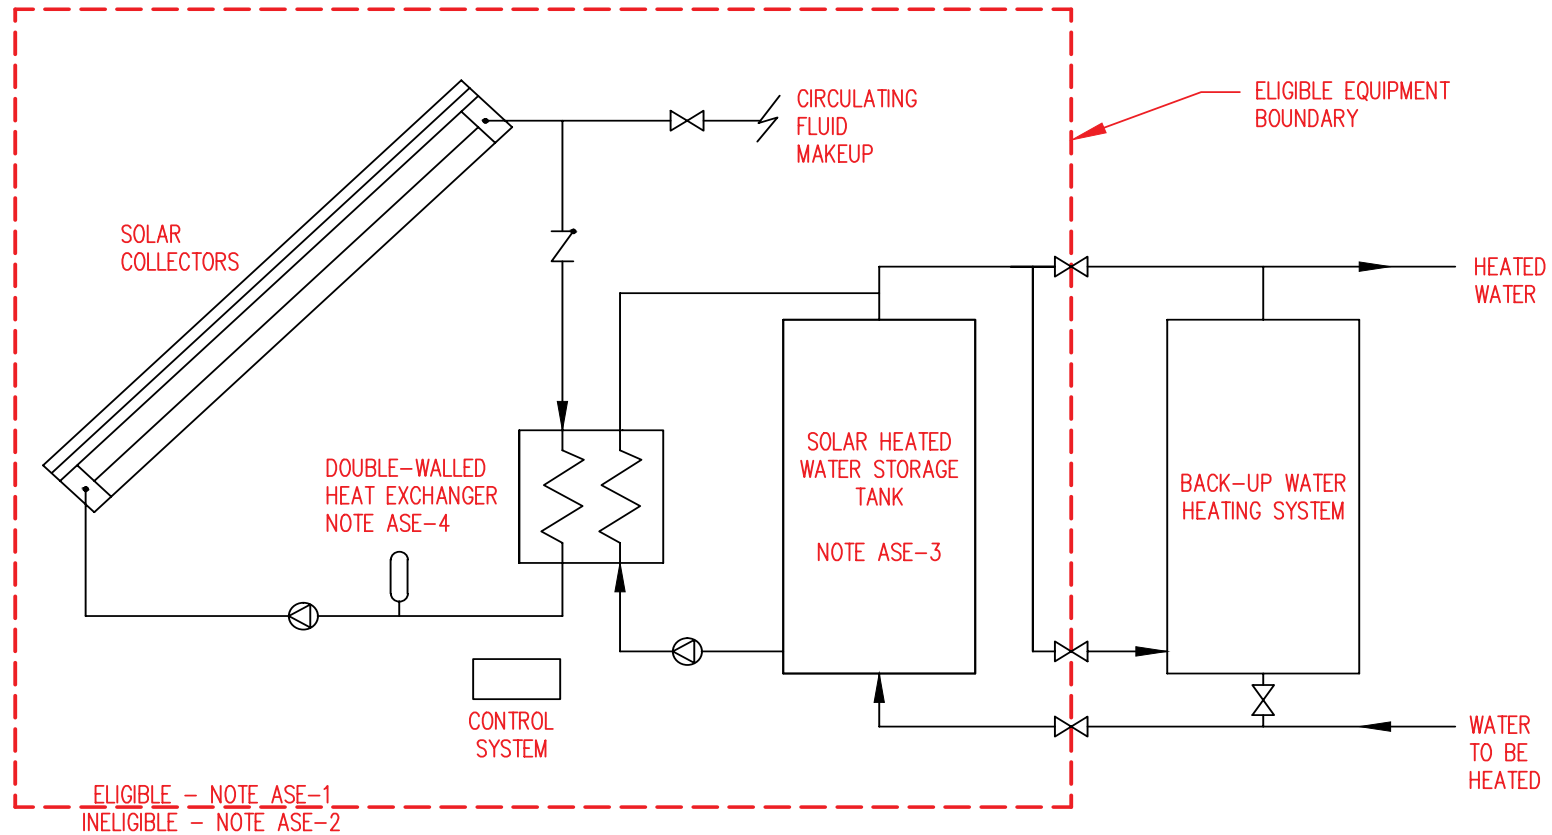 CIRCULATING
FLUID
MAKEUP
ELIGIBLE EQUIPMENT
BOUNDARY
SOLAR
COLLECTORS
HEATED
WATER
DOUBLE-WALLED
HEAT EXCHANGER
NOTE ASE-4
SOLAR HEATED
WATER STORAGE
TANK
NOTE ASE-3
BACK-UP WATER
HEATING SYSTEM
CONTROL
SYSTEM
WATER
TO BE
HEATED
ELIGIBLE - NOTE ASE-1
INELIGIBLE - NOTE ASE-2